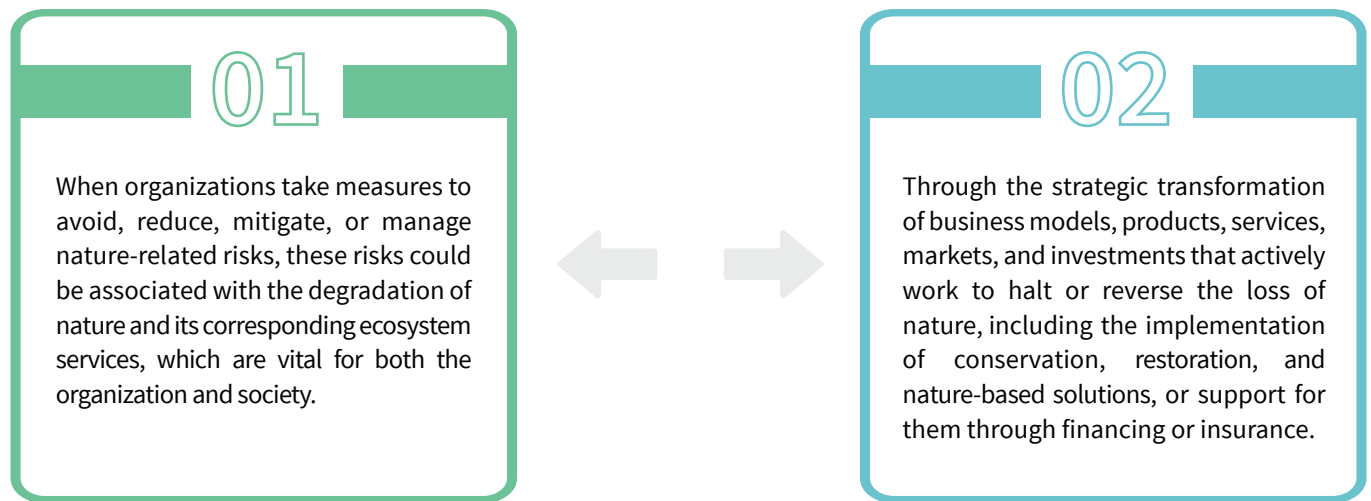 01
When organizations take measures to
avoid, reduce, mitigate, or manage
nature-related risks, these risks could
be associated with the degradation of
nature and its corresponding ecosystem
services, which are vital for both the
organization and society.
02
Through the strategic transformation
of business models, products, services,
markets, and investments that actively
work to halt or reverse the loss of
nature, including the implementation
of conservation, restoration, and
nature-based solutions, or support for
them through financing or insurance.